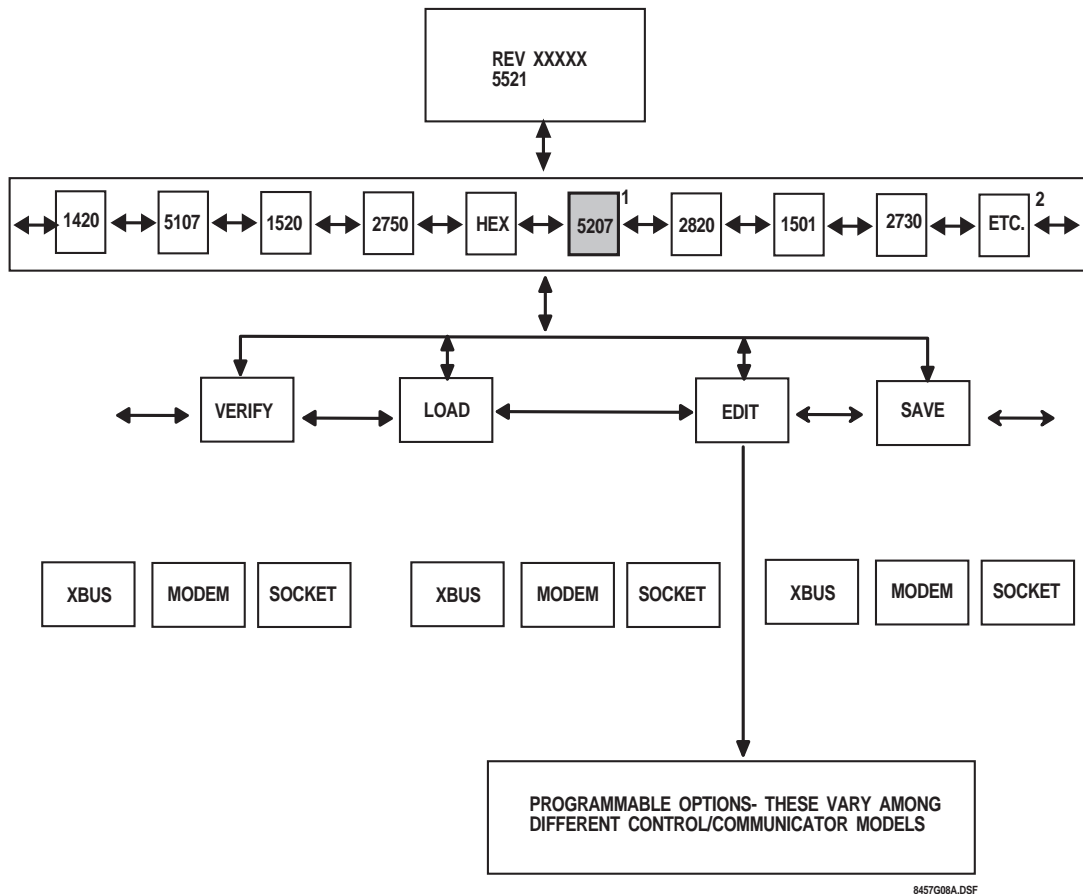 REV XXXXX
5521
1420 5107 1520 2750 HEX 5207 1 2820 1501 2730 ETC. 2
VERIFY LOAD EDIT SAVE
XBUS MODEM SOCKET XBUS MODEM SOCKET XBUS MODEM SOCKET
PROGRAMMABLE OPTIONS- THESE VARY AMONG
DIFFERENT CONTROL/COMMUNICATOR MODELS
8457G08A.DSF